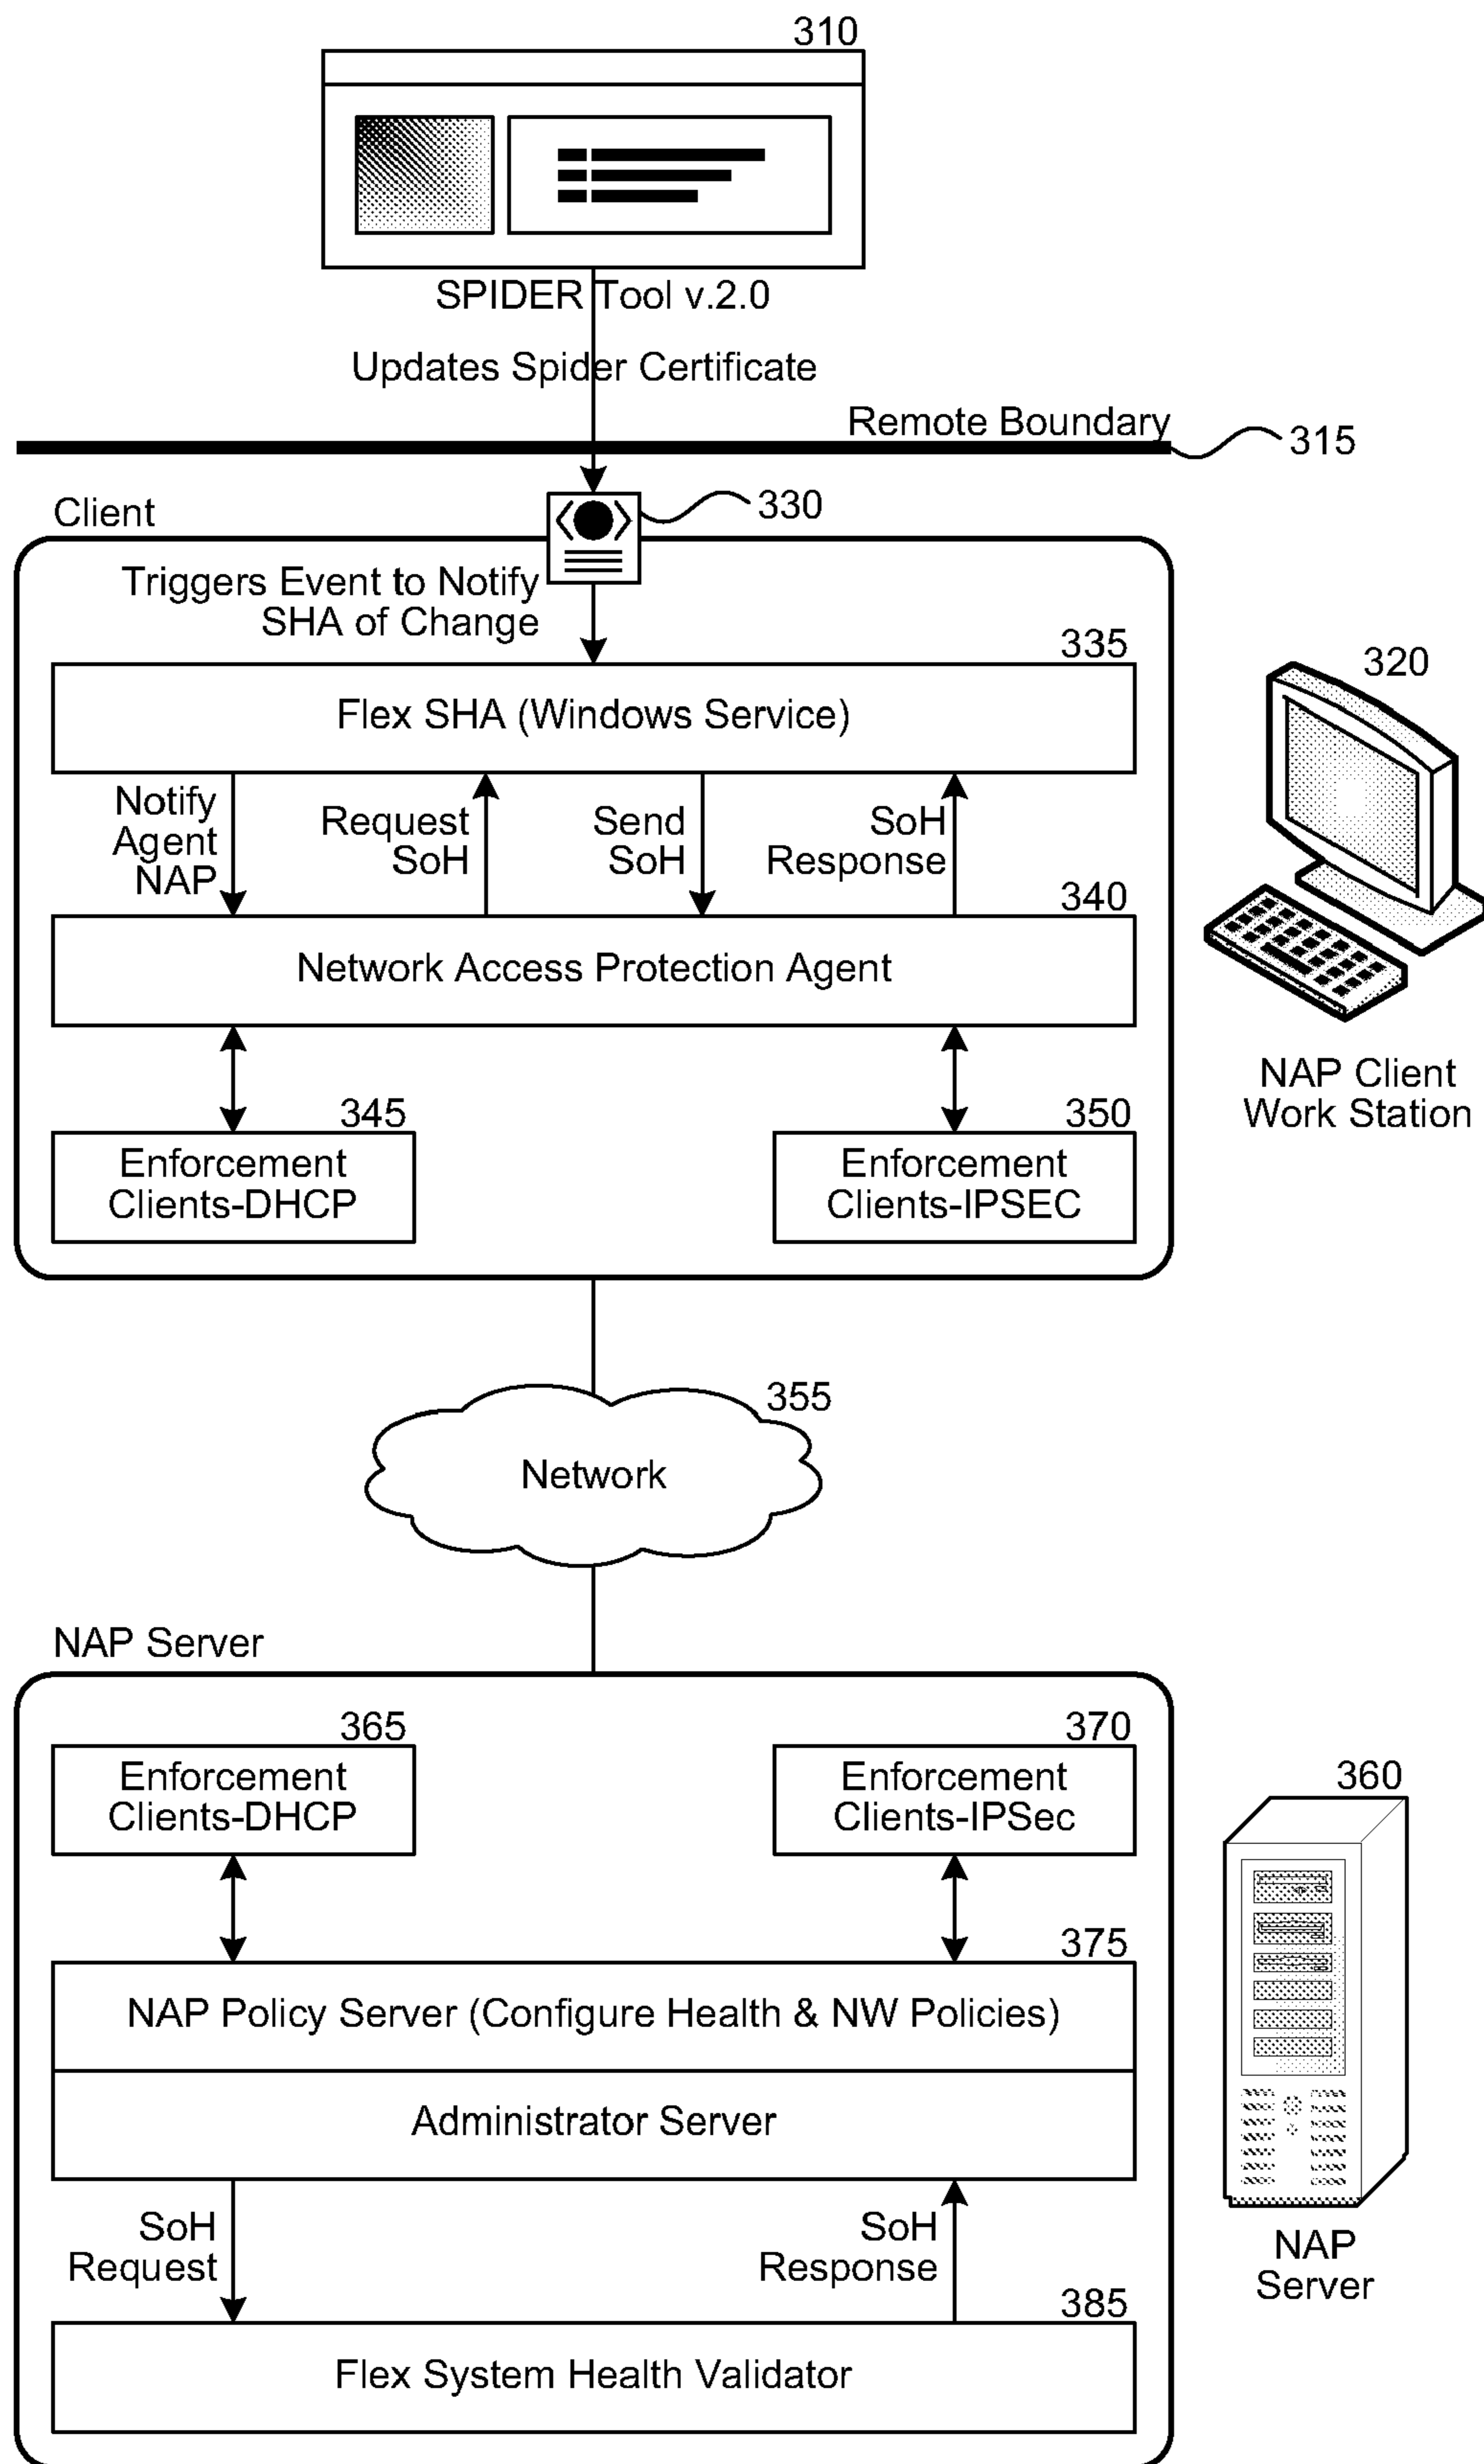 310
SPIDER Tool v.2.0
Updates Spider Certificate
Remote Boundary
315
330
Client
Triggers Event to Notify
SHA of Change
335
Flex SHA (Windows Service)
320
Notify
Agent
NAP
Request
SoH
Send
SoH
SoH
Response
340
Network Access Protection Agent
NAP Client
Work Station
345
Enforcement
Clients-DHCP
350
Enforcement
Clients-IPSEC
355
Network
NAP Server
365
Enforcement
Clients-DHCP
370
Enforcement
Clients-IPSec
360
375
NAP Policy Server (Configure Health & NW Policies)
Administrator Server
SoH
Request
SoH
Response
NAP
Server
385
Flex System Health Validator